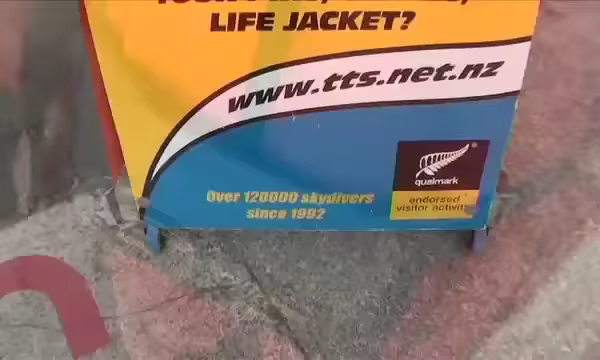 LIFE JACKET?
www.tts.net.nz
Over 120000 skydivers
since 1992
qualmark
endorsed
visitor activity